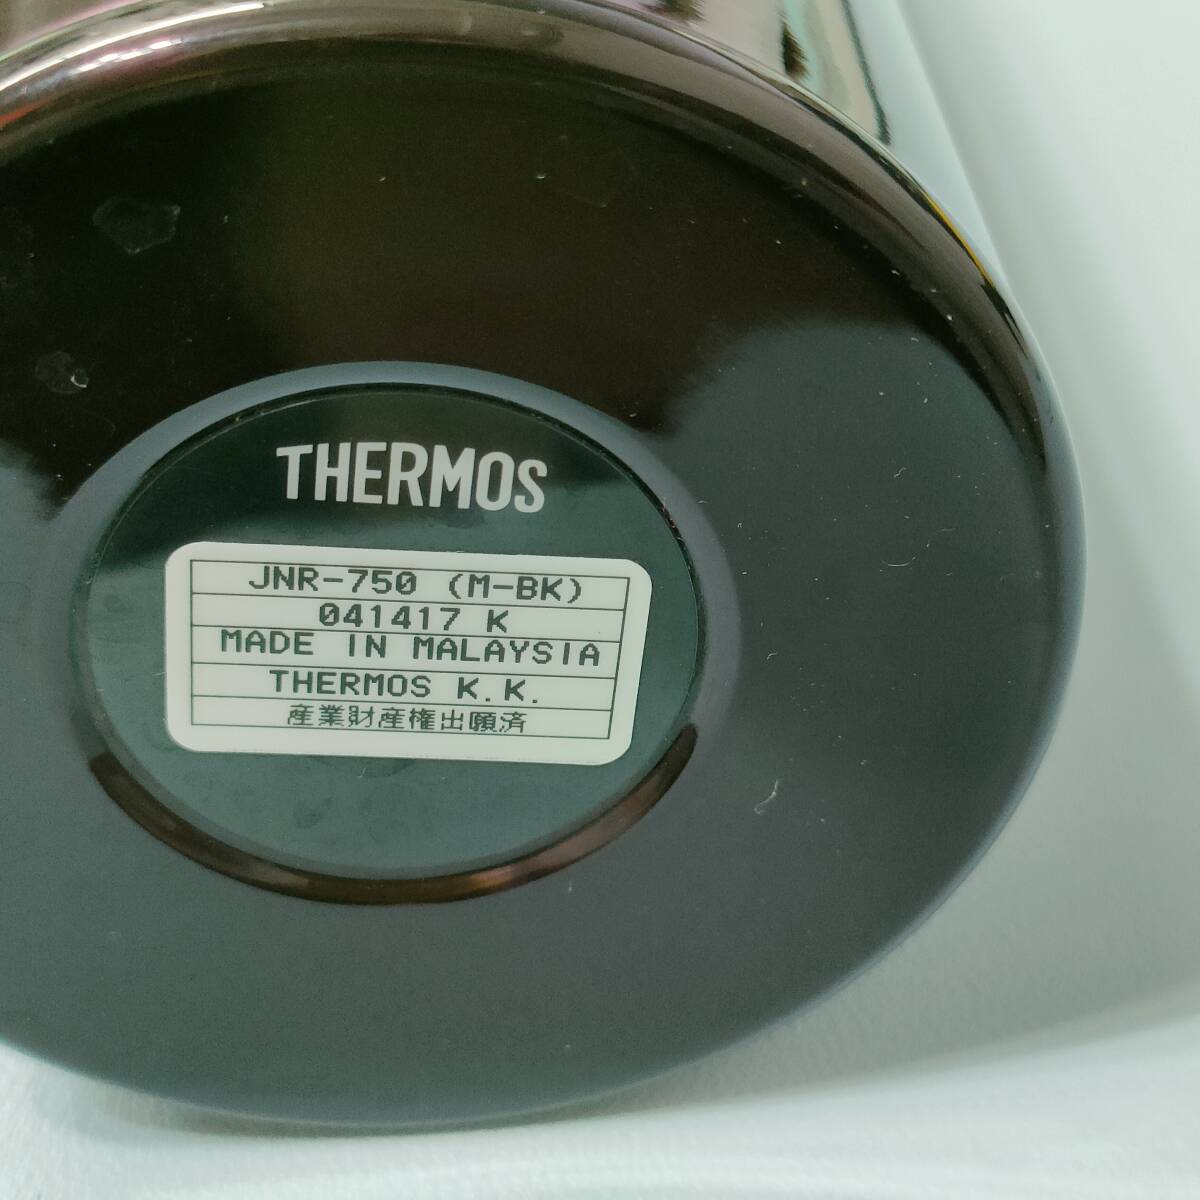 THERMOS
JNR-750 (M-BK)
041417 K
MADE IN MALAYSIA
THERMOS K.K.
産業財産権出願済